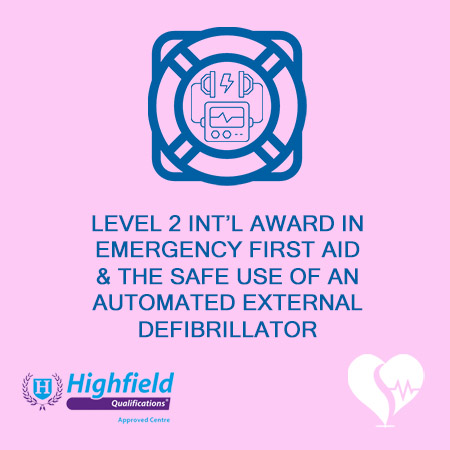 LEVEL 2 INT'L AWARD IN
EMERGENCY FIRST AID
& THE SAFE USE OF AN
AUTOMATED EXTERNAL
DEFIBRILLATOR
H
Highfield
Qualifications
Approved Centre